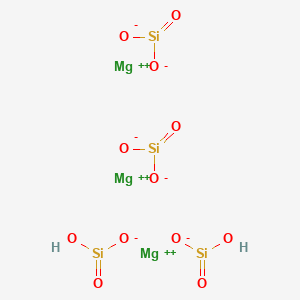 O
O - Si
Mg ++ O -
O
O - Si
Mg ++ O -
H O O - Mg ++ O - O H
Si Si
O O